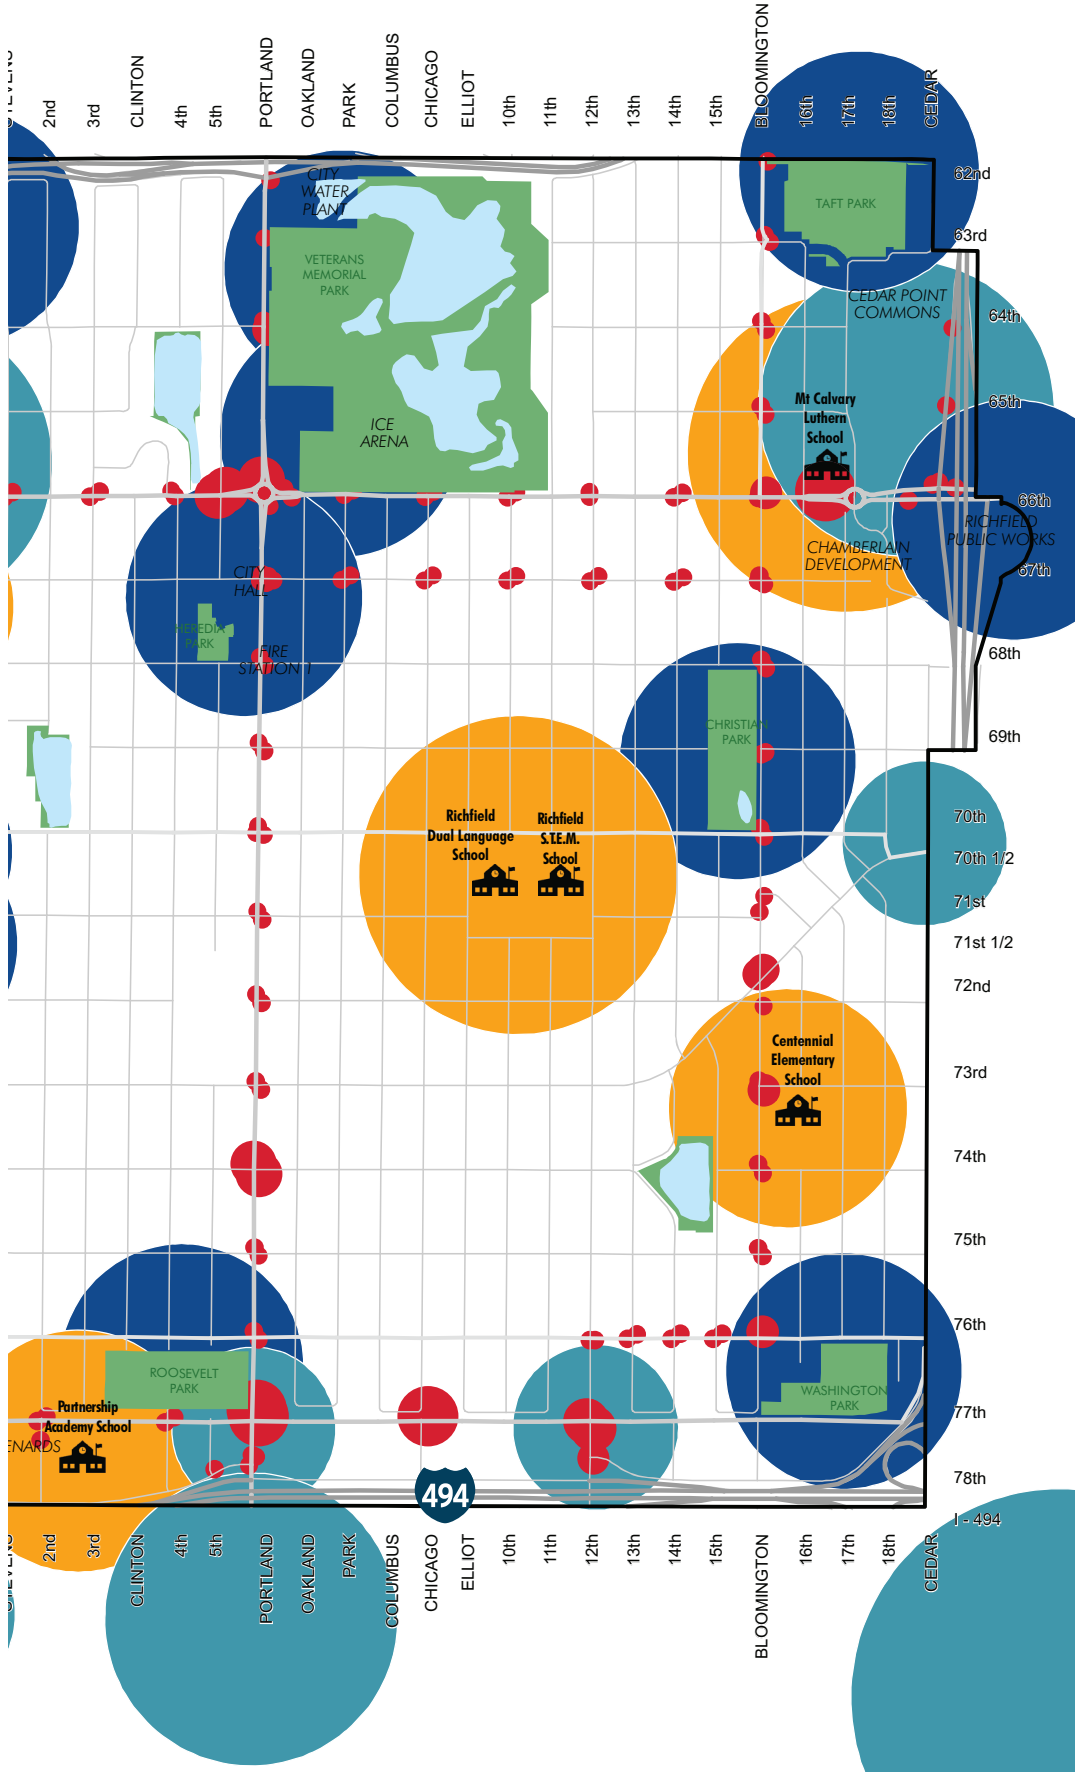 2nd
3rd
CLINTON
4th
5th
PORTLAND
OAKLAND
PARK
COLUMBUS
CHICAGO
ELLIOT
10th
11th
12th
13th
14th
15th
BLOOMINGTON
16th
17th
18th
CEDAR
62nd
63rd
64th
65th
66th
67th
68th
69th
70th
70th 1/2
71st
71st 1/2
72nd
73rd
74th
75th
76th
77th
78th
I - 494
CITY
WATER
PLANT
VETERANS
MEMORIAL
PARK
ICE
ARENA
TAFT PARK
CEDAR POINT
COMMONS
Mt Calvary
Luthern
School
CHAMBERLAIN
DEVELOPMENT
RICHFIELD
PUBLIC WORKS
CITY
HALL
HEREDIA
PARK
FIRE
STATION 1
CHRISTIAN
PARK
Richfield
Dual Language
School
Richfield
S.T.E.M.
School
Centennial
Elementary
School
ROOSEVELT
PARK
Partnership
Academy School
ENARDS
WASHINGTON
PARK
494
2nd
3rd
CLINTON
4th
5th
PORTLAND
OAKLAND
PARK
COLUMBUS
CHICAGO
ELLIOT
10th
11th
12th
13th
14th
15th
BLOOMINGTON
16th
17th
18th
CEDAR